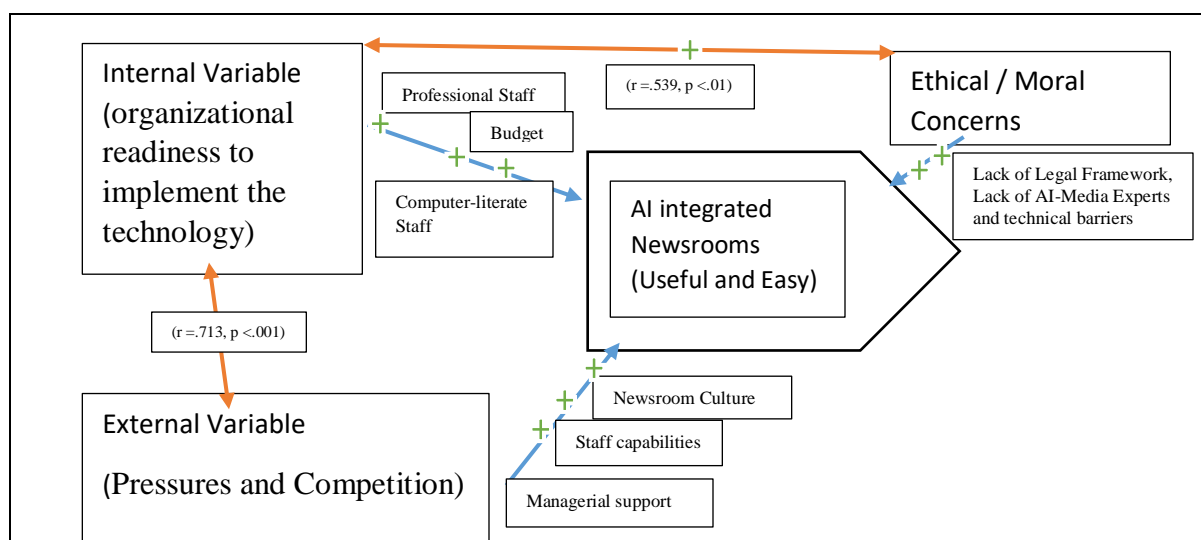 Internal Variable
(organizational
readiness to
implement the
technology)
(r =.539, p <.01)
Ethical / Moral
Concerns
Professional Staff
Budget
Computer-literate
Staff
Lack of Legal Framework,
Lack of AI-Media Experts
and technical barriers
AI integrated
Newsrooms
(Useful and Easy)
(r =.713, p <.001)
External Variable
(Pressures and Competition)
Newsroom Culture
Staff capabilities
Managerial support